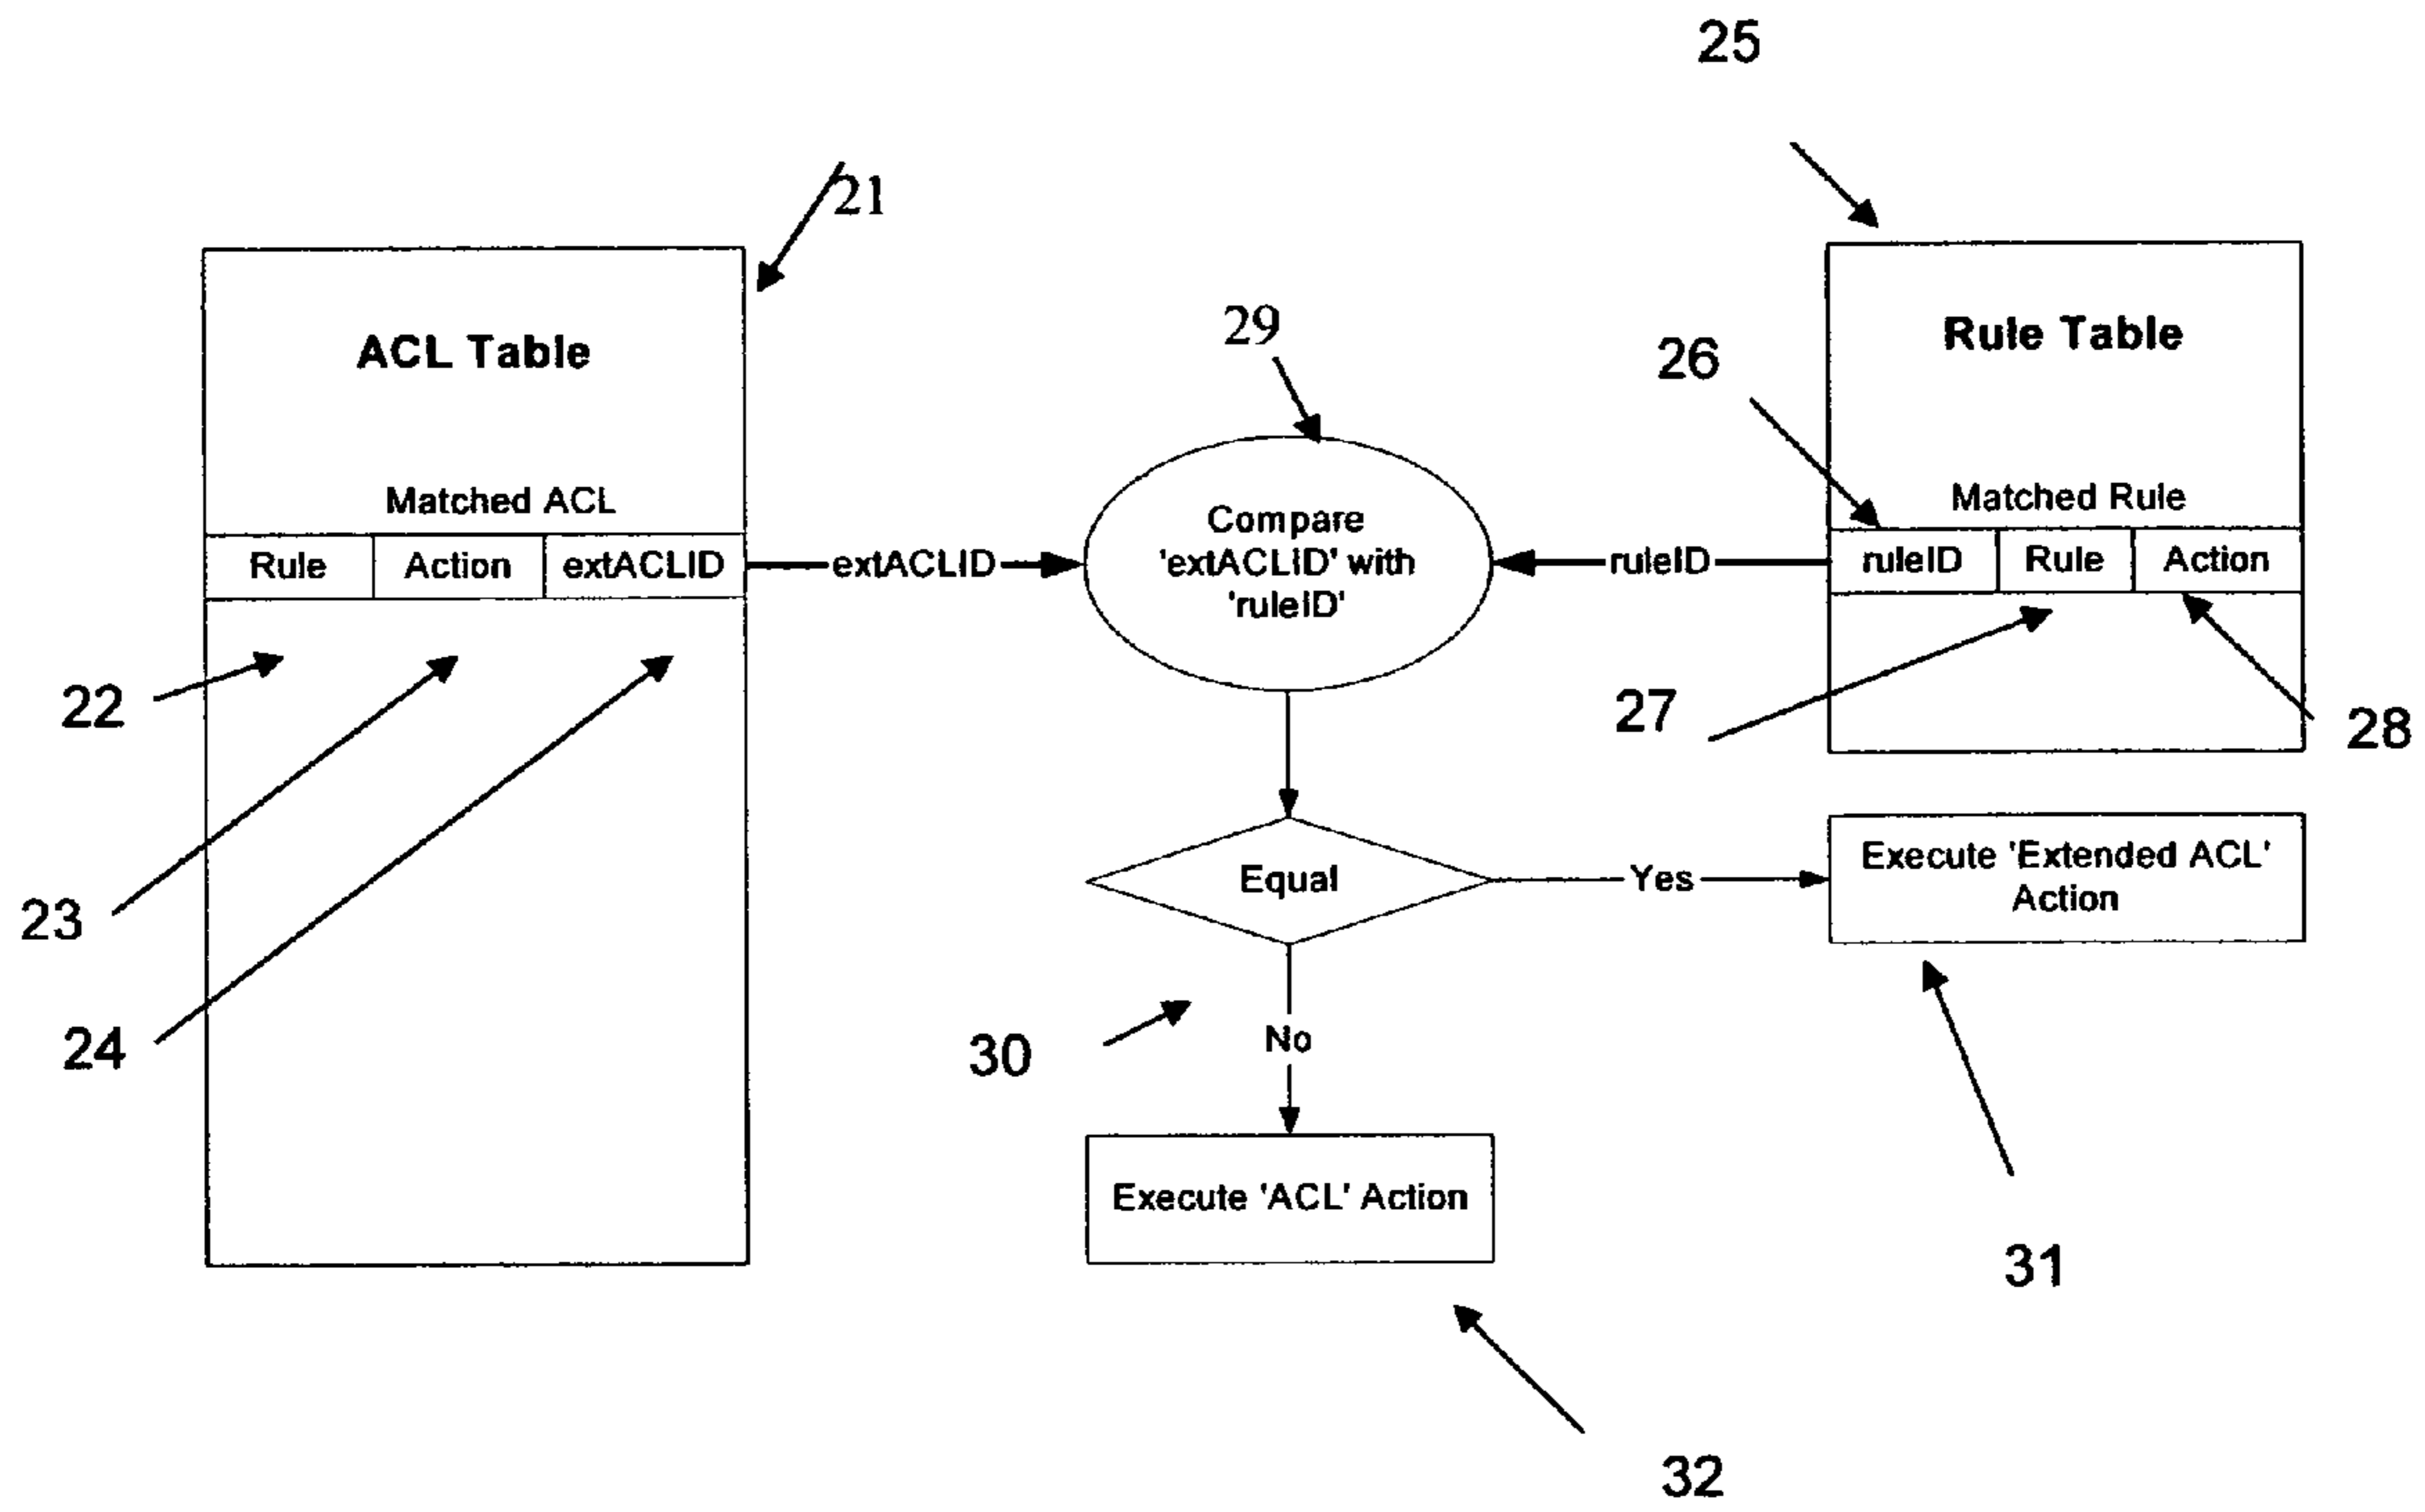 25
21
29
ACL Table
Rule Table
26
Matched ACL
Matched Rule
Rule Action extACLID
extACLID
Compare
'extACLID' with
'ruleID'
ruleID
ruleID Rule Action
22
27
28
23
24
Equal
Yes
Execute 'Extended ACL'
Action
30
No
Execute 'ACL' Action
31
32